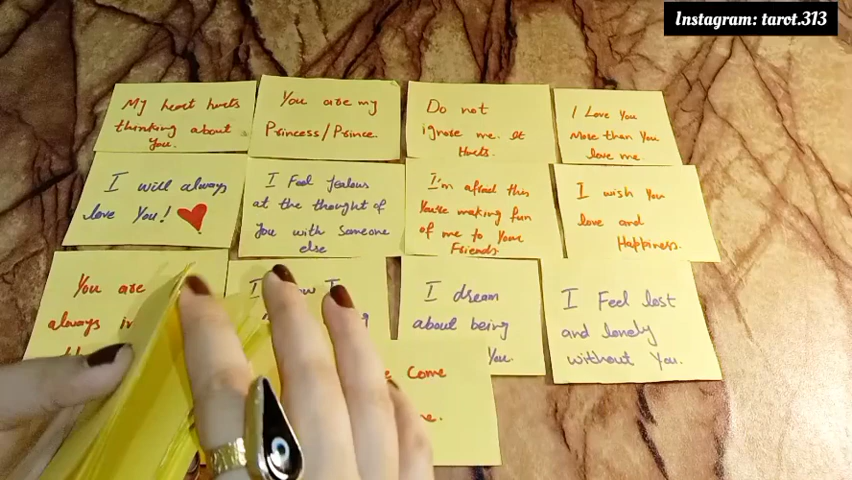 Instagram: tarot.313
My heart hurts
thinking about
you.
You are my
Princess/Prince.
Do not
ignore me. It
Hurts.
I Love You
More than You
love me.
I will always
love You!
I Feel Jealous
at the thought of
You with Someone
else
I'm afraid this
You're making fun
of me to Your
Friends.
I wish You
love and
Happiness.
You are
always in
I
I dream
about being
You.
I Feel lost
and lonely
without You.
come